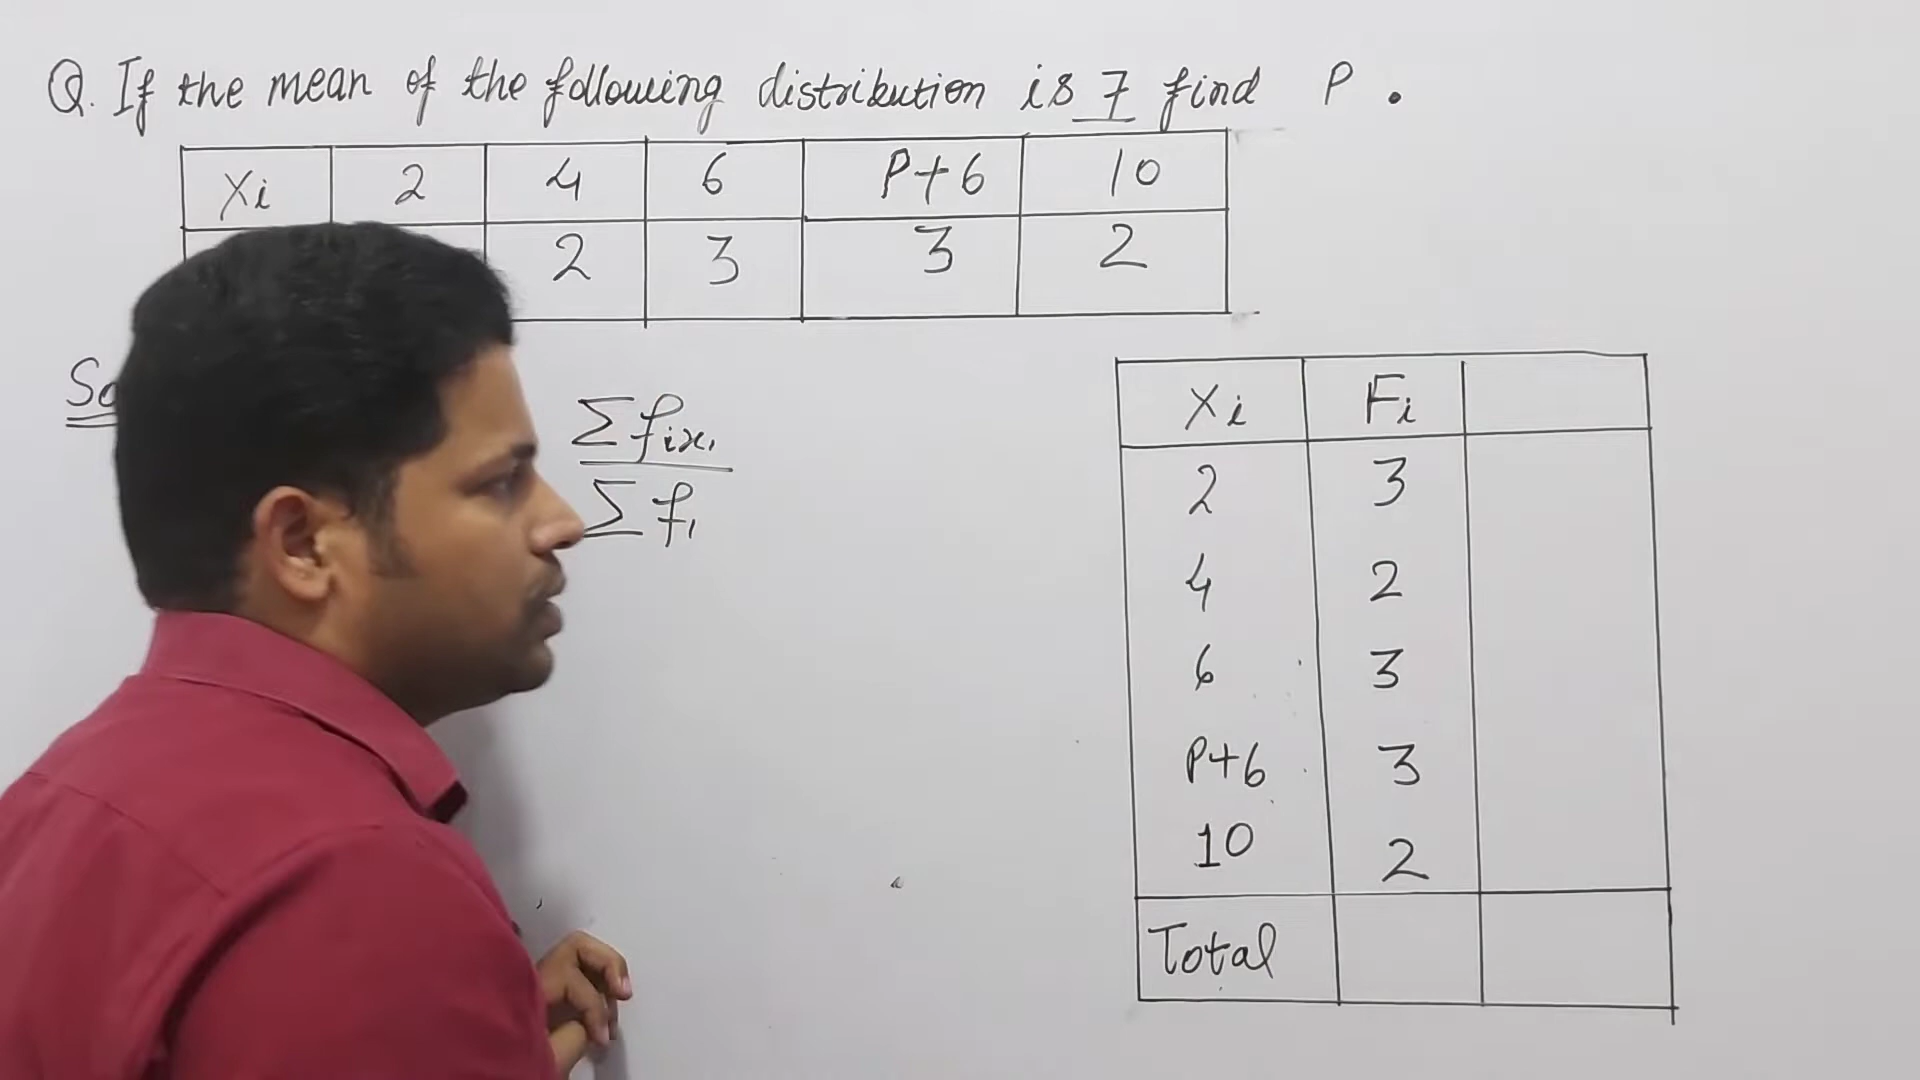 Q. If the mean of the following distribution is 7 find P.
Xi 2 4 6 P+6 10
2 3 3 2
So
Σfixi
Σfi
Xi Fi
2 3
4 2
6 3
P+6 3
10 2
Total